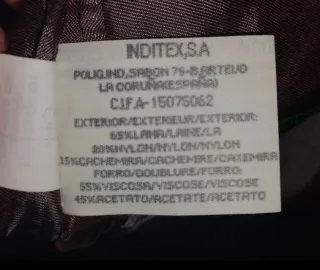 INDITEX,S.A
POLIG.IND.SABON 79-B,ARTEIJO
LA CORUÑA(ESPAÑA)
C.I.F.A-15075062
EXTERIOR/EXTERIEUR/EXTERIOR:
65%LANA/LAINE/LA
20%NYLON/NYLON/NYLON
15%CACHEMIRA/CACHEMIRE/CAXEMIRA
FORRO/DOUBLURE/FORRO:
55%VISCOSA/VISCOSE/VISCOSE
45%ACETATO/ACETATE/ACETATO